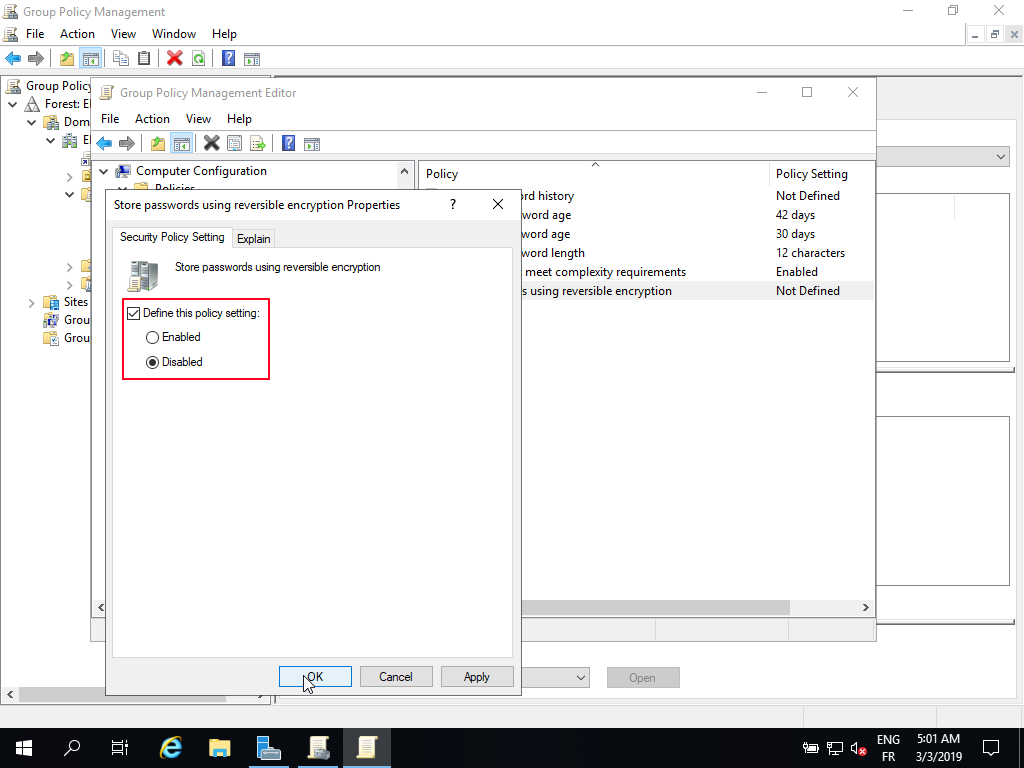 Group Policy Management
File Action View Window Help
Group Policy
Forest: E
Dom
Sites
Grou
Grou
Group Policy Management Editor
File Action View Help
Computer Configuration
Policies
Policy Policy Setting
rd history Not Defined
word age 42 days
word age 30 days
word length 12 characters
meet complexity requirements Enabled
s using reversible encryption Not Defined
Store passwords using reversible encryption Properties ?
Security Policy Setting Explain
Store passwords using reversible encryption
Define this policy setting:
Enabled
Disabled
OK Cancel Apply
Open
ENG 5:01 AM
FR 3/3/2019